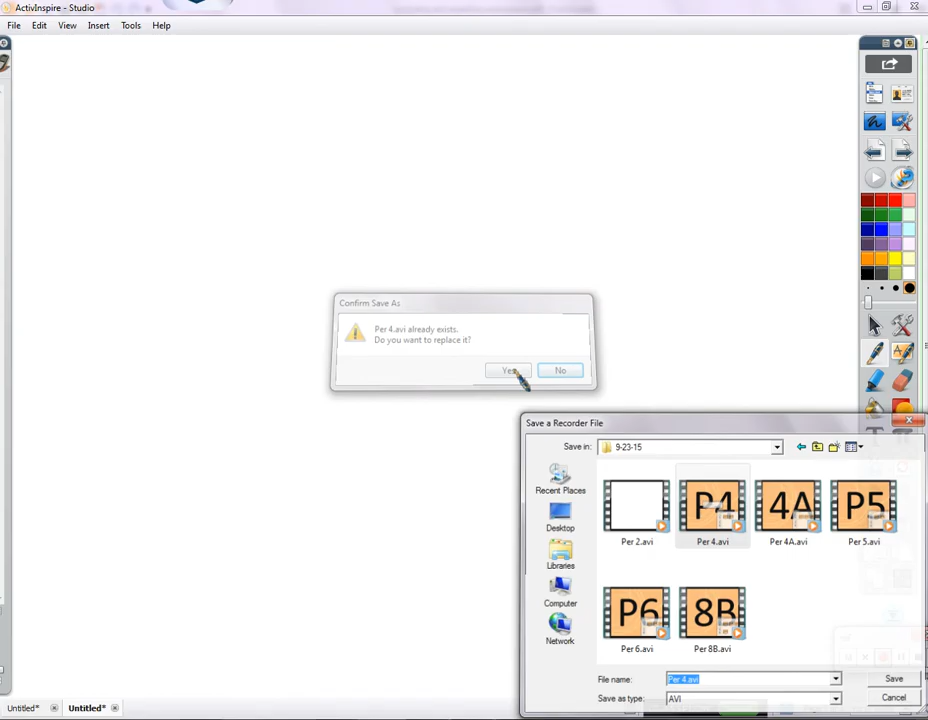 ActivInspire - Studio
File Edit View Insert Tools Help
Confirm Save As
Per 4.avi already exists.
Do you want to replace it?
Yes No
Save a Recorder File
Save in: 9-23-15
Recent Places
Desktop
Libraries
Computer
Network
P4 4A P5
Per 2.avi Per 4.avi Per 4A.avi Per 5.avi
P6 8B
Per 6.avi Per 8B.avi
File name: Per 4.avi Save
Save as type: AVI Cancel
Untitled* Untitled*